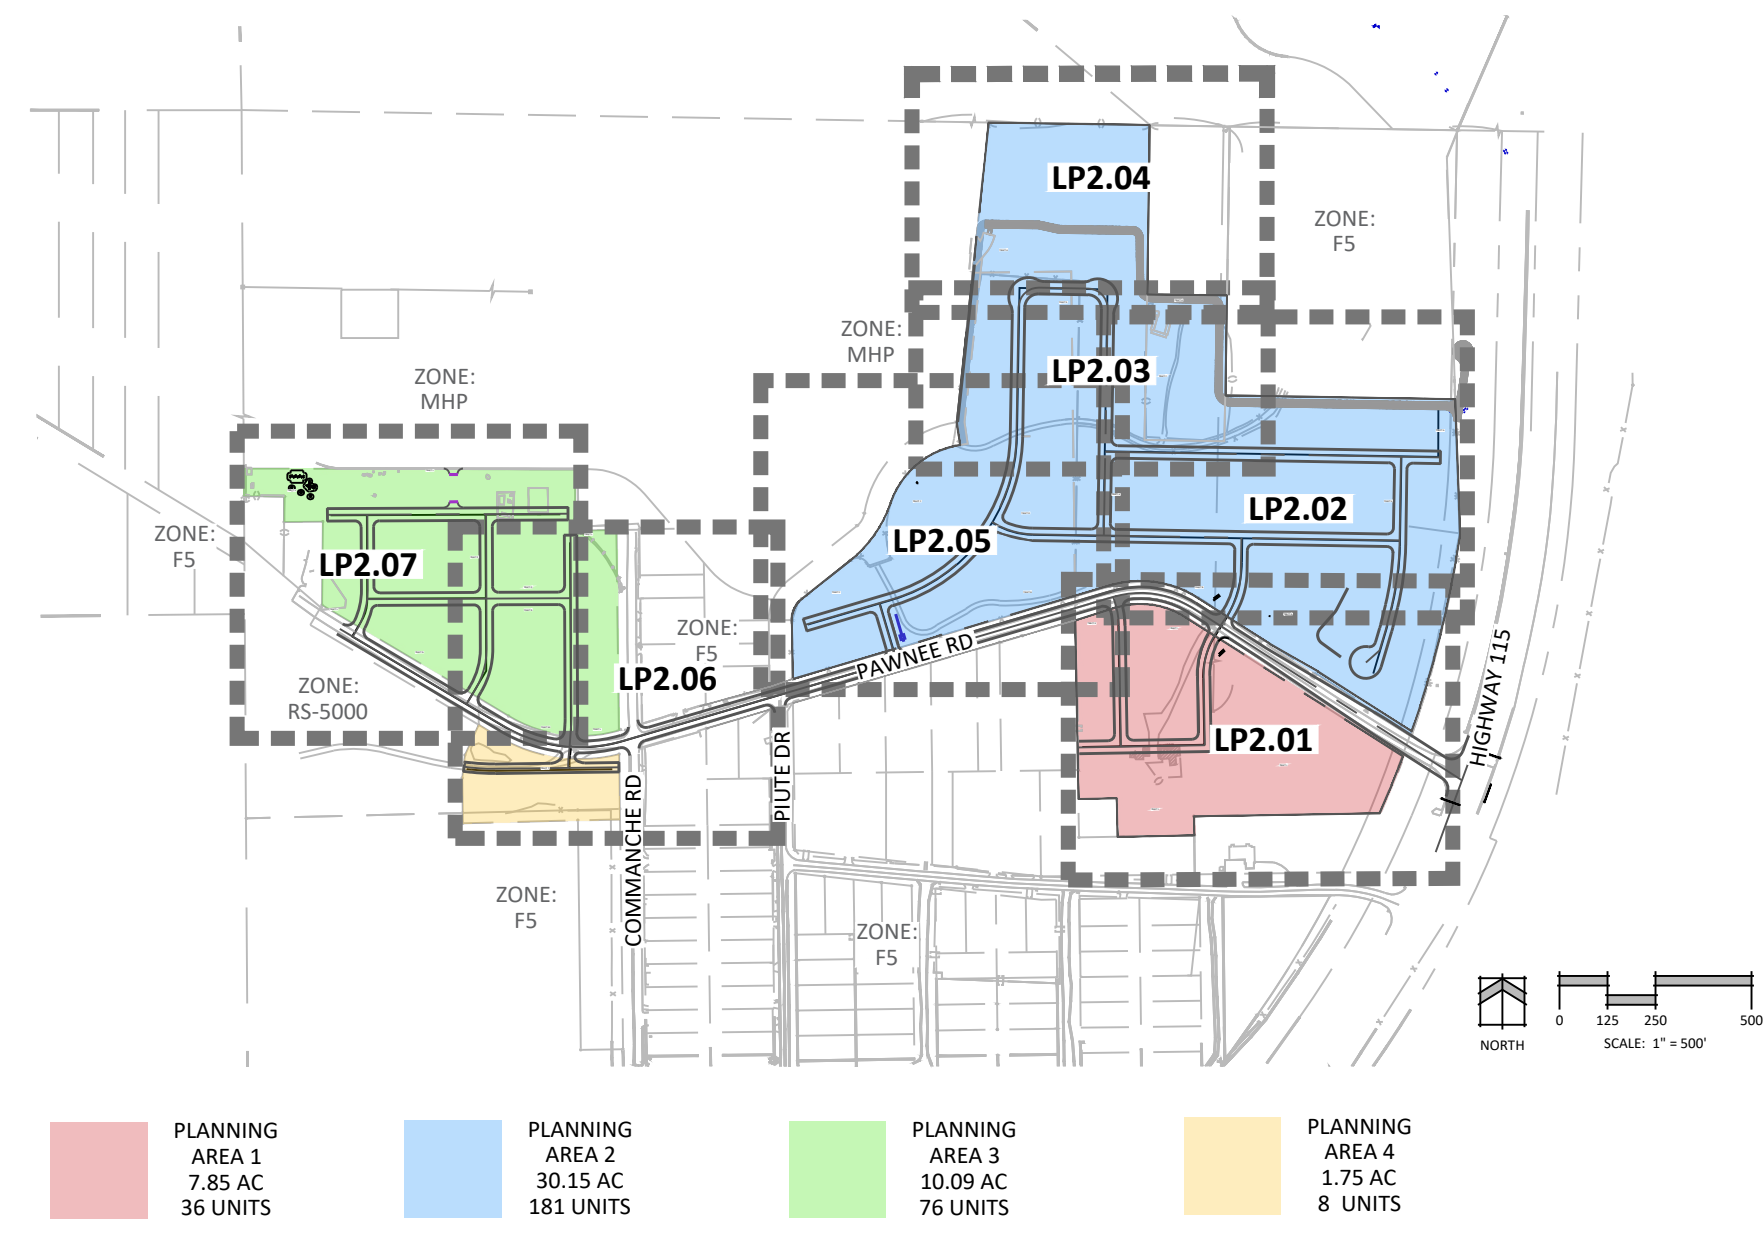 LP2.04
ZONE:
F5
ZONE:
MHP
LP2.03
ZONE:
MHP
LP2.02
ZONE:
F5
LP2.07
LP2.05
ZONE:
F5
LP2.06
PAWNEE RD
HIGHWAY 115
ZONE:
RS-5000
LP2.01
PIUTE DR
COMMANCHE RD
ZONE:
F5
ZONE:
F5
0 125 250 500
NORTH
SCALE: 1" = 500'
PLANNING
AREA 1
7.85 AC
36 UNITS
PLANNING
AREA 2
30.15 AC
181 UNITS
PLANNING
AREA 3
10.09 AC
76 UNITS
PLANNING
AREA 4
1.75 AC
8 UNITS